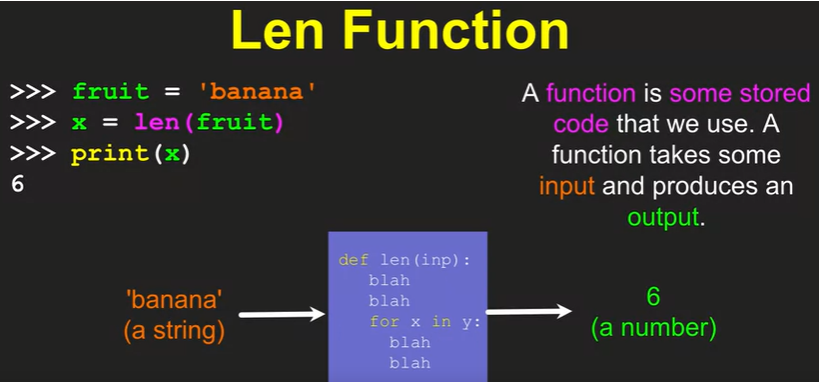 Len Function
>>> fruit = 'banana'
>>> x = len(fruit)
>>> print(x)
6
A function is some stored
code that we use. A
function takes some
input and produces an
output.
'banana'
(a string)
def len(inp):
blah
blah
for x in y:
blah
blah
6
(a number)